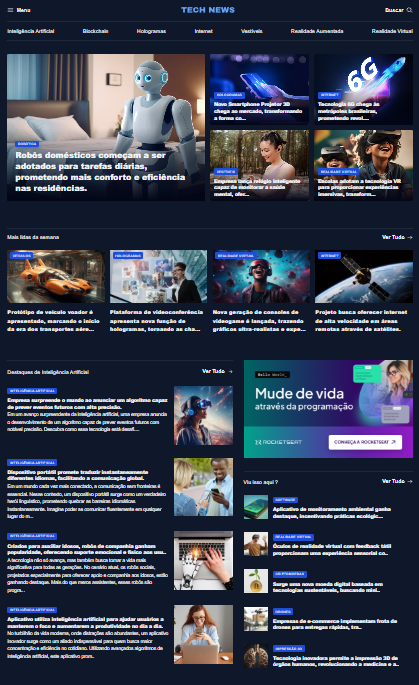 Menu
TECH NEWS
Buscar
Inteligência Artificial
Blockchain
Hologramas
Internet
Vestíveis
Realidade Aumentada
Realidade Virtual
ROBÓTICA
Robôs domésticos começam a ser
adotados para tarefas diárias,
prometendo mais conforto e eficiência
nas residências.
HOLOGRAMAS
Novo Smartphone Projetor 3D
chega ao mercado, transformando
a forma co...
6G
INTERNET
Tecnologia 6G chega às
metrópoles brasileiras,
prometendo revol...
VESTÍVEIS
Empresa lança relógio inteligente
capaz de monitorar a saúde
mental, ofer...
REALIDADE VIRTUAL
Escolas adotam a tecnologia VR
para proporcionar experiências
imersivas, transform...
Mais lidas da semana
Ver Tudo →
VEÍCULOS
Protótipo de veículo voador é
apresentado, marcando o início
da era dos transportes aére...
HOLOGRAMAS
Plataforma de videoconferência
apresenta nova função de
hologramas, tornando as cha...
REALIDADE VIRTUAL
Nova geração de consoles de
videogame é lançada, trazendo
gráficos ultra-realistas e expe...
INTERNET
Projeto busca oferecer internet
de alta velocidade em áreas
remotas através de satélites.
Destaques de Inteligência Artificial
Ver Tudo →
INTELIGÊNCIA ARTIFICIAL
Empresa surpreende o mundo ao anunciar um algoritmo capaz
de prever eventos futuros com alta precisão.
Em um avanço surpreendente de inteligência artificial, uma empresa anuncia
o desenvolvimento de um algoritmo capaz de prever eventos futuros com
notável precisão. Descubra como essa tecnologia está desafi...
INTELIGÊNCIA ARTIFICIAL
Dispositivo portátil promete traduzir instantaneamente
diferentes idiomas, facilitando a comunicação global.
Em um mundo cada vez mais conectado, a comunicação sem fronteiras é
essencial. Nesse contexto, um dispositivo portátil surge como um verdadeiro
herói linguístico, prometendo quebrar as barreiras idiomáticas
instantaneamente. Imagine poder se comunicar fluentemente em qualquer
lugar do m...
INTELIGÊNCIA ARTIFICIAL
Criados para auxiliar idosos, robôs de companhia ganham
popularidade, oferecendo suporte emocional e físico aos usu...
A tecnologia não só avança, mas também busca tornar a vida mais
significativa para todas as gerações. No cenário atual, os robôs sociais,
projetados especialmente para oferecer apoio e companhia aos idosos, estão
ganhando destaque. Mais do que meros assistentes, esses robôs são
progra...
INTELIGÊNCIA ARTIFICIAL
Aplicativo utiliza inteligência artificial para ajudar usuários a
manterem o foco e aumentarem a produtividade no dia a dia.
No turbilhão da vida moderna, onde distrações são abundantes, um aplicativo
inovador surge como um aliado indispensável para quem busca maior
concentração e eficiência no cotidiano. Utilizando avançados algoritmos de
inteligência artificial, este aplicativo prom...
Hello World_
Mude de vida
através da programação
ROCKETSEAT
CONHEÇA A ROCKETSEAT
Viu isso aqui ?
Ver Tudo →
SOFTWARE
Aplicativo de monitoramento ambiental ganha
destaque, incentivando práticas ecológic...
REALIDADE VIRTUAL
Óculos de realidade virtual com feedback tátil
proporcionam uma experiência sensorial co...
CRIPTOMOEDAS
Surge uma nova moeda digital baseada em
tecnologias sustentáveis, buscando mini...
DRONES
Empresas de e-commerce implementam frota de
drones para entregas rápidas, tra...
IMPRESSÃO 3D
Tecnologia inovadora permite a impressão 3D de
órgãos humanos, revolucionando a medicina e a...